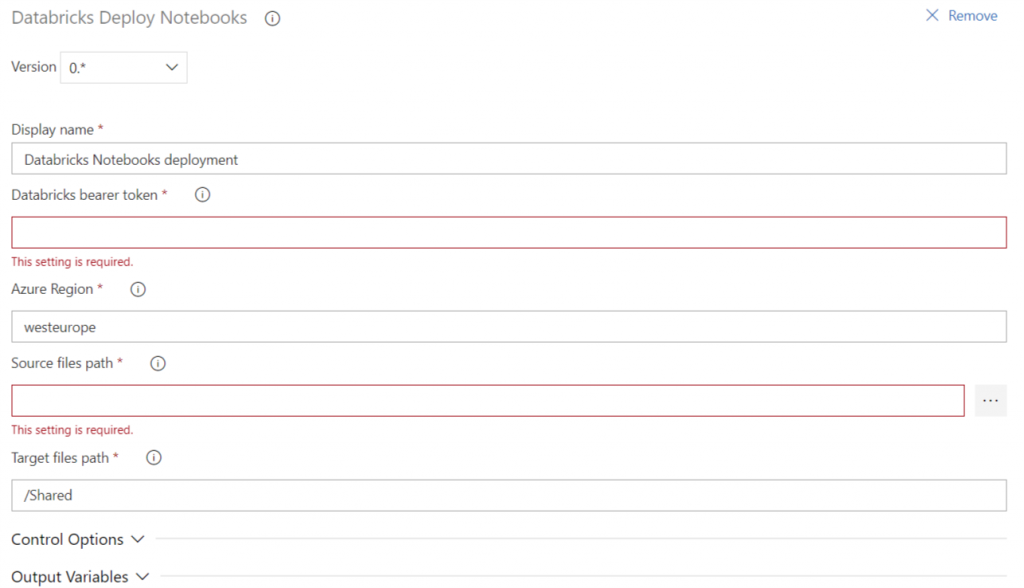 Databricks Deploy Notebooks
Remove
Version 0.*
Display name *
Databricks Notebooks deployment
Databricks bearer token *
This setting is required.
Azure Region *
westeurope
Source files path *
...
This setting is required.
Target files path *
/Shared
Control Options
Output Variables